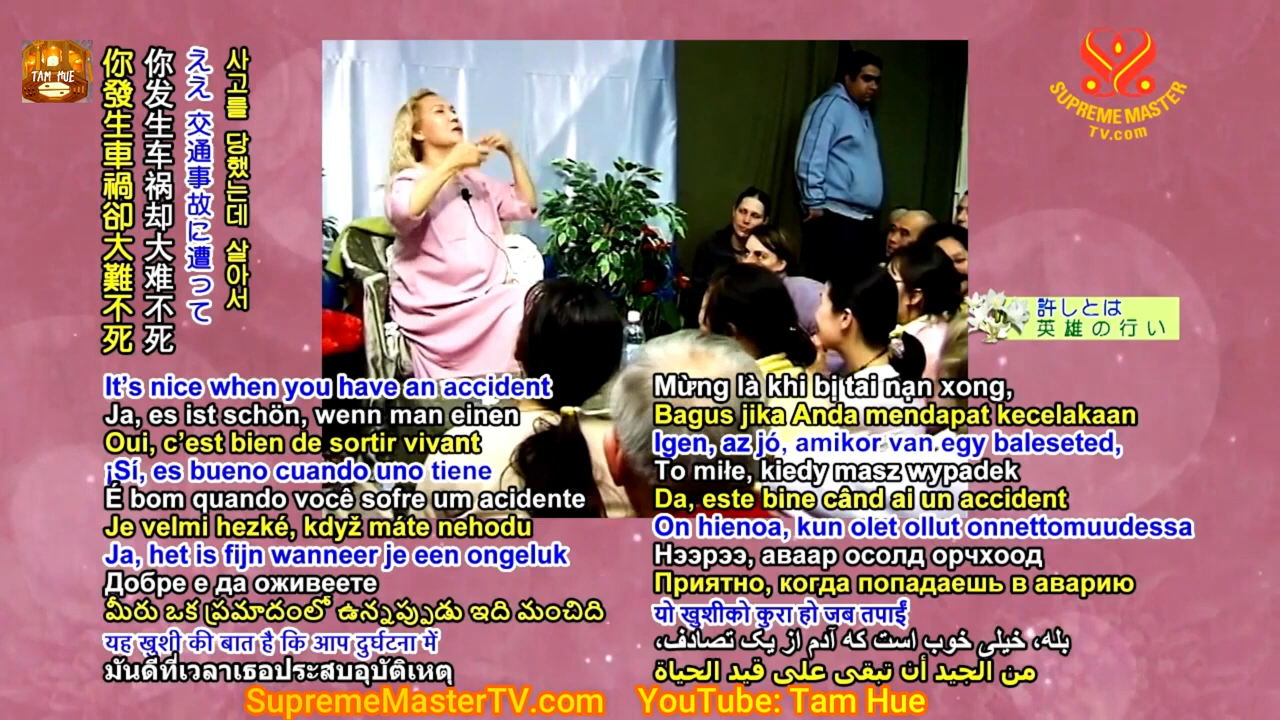 TAM HUE
你發生車禍卻大難不死
你发生车祸却大难不死
ええ 交通事故に遭って
사고를 당했는데 살아서
SUPREME MASTER
TV.com
許しとは
英雄の行い
It's nice when you have an accident
Ja, es ist schön, wenn man einen
Oui, c'est bien de sortir vivant
¡Sí, es bueno cuando uno tiene
É bom quando você sofre um acidente
Je velmi hezké, když máte nehodu
Ja, het is fijn wanneer je een ongeluk
Добре е да оживеете
మీరు ఒక ప్రమాదంలో ఉన్నప్పుడు ఇది మంచిది
यह खुशी की बात है कि आप दुर्घटना में
มันดีที่เวลาเธอประสบอุบัติเหตุ
Mừng là khi bị tai nạn xong,
Bagus jika Anda mendapat kecelakaan
Igen, az jó, amikor van egy baleseted,
To miłe, kiedy masz wypadek
Da, este bine când ai un accident
On hienoa, kun olet ollut onnettomuudessa
Нээрээ, аваар осолд орчхоод
Приятно, когда попадаешь в аварию
यो खुशीको कुरा हो जब तपाईं
بله، خیلی خوب است که آدم از یک تصادف،
من الجيد أن تبقى على قيد الحياة
SupremeMasterTV.com YouTube: Tam Hue